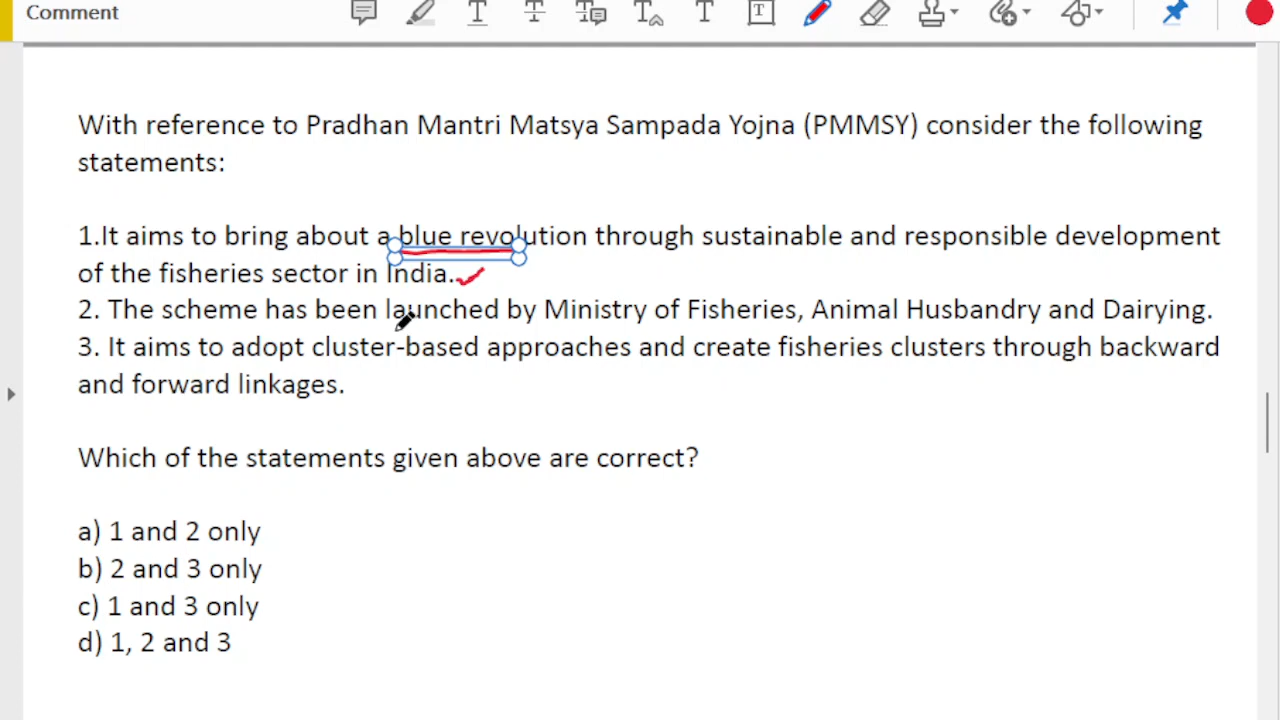 Comment
With reference to Pradhan Mantri Matsya Sampada Yojna (PMMSY) consider the following
statements:
1.It aims to bring about a blue revolution through sustainable and responsible development
of the fisheries sector in India.
2. The scheme has been launched by Ministry of Fisheries, Animal Husbandry and Dairying.
3. It aims to adopt cluster-based approaches and create fisheries clusters through backward
and forward linkages.
Which of the statements given above are correct?
a) 1 and 2 only
b) 2 and 3 only
c) 1 and 3 only
d) 1, 2 and 3